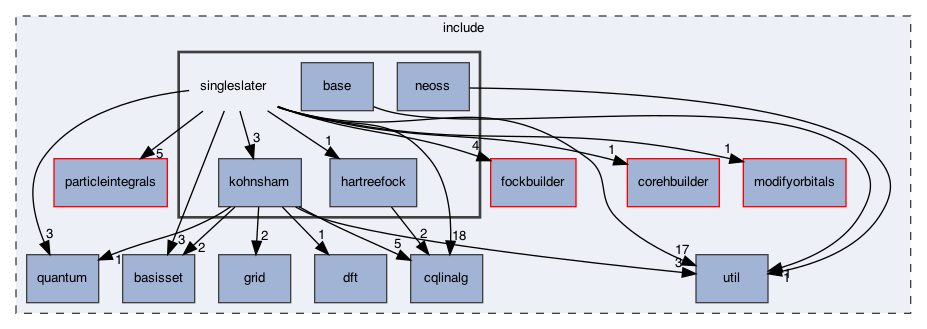 include
singleslater
base
neoss
3
1
4
1
1
5
particleintegrals
kohnsham
hartreefock
fockbuilder
corehbuilder
modifyorbitals
3
1
3
2
2
1
5
2
18
17
3
1
quantum
basisset
grid
dft
cqlinalg
util